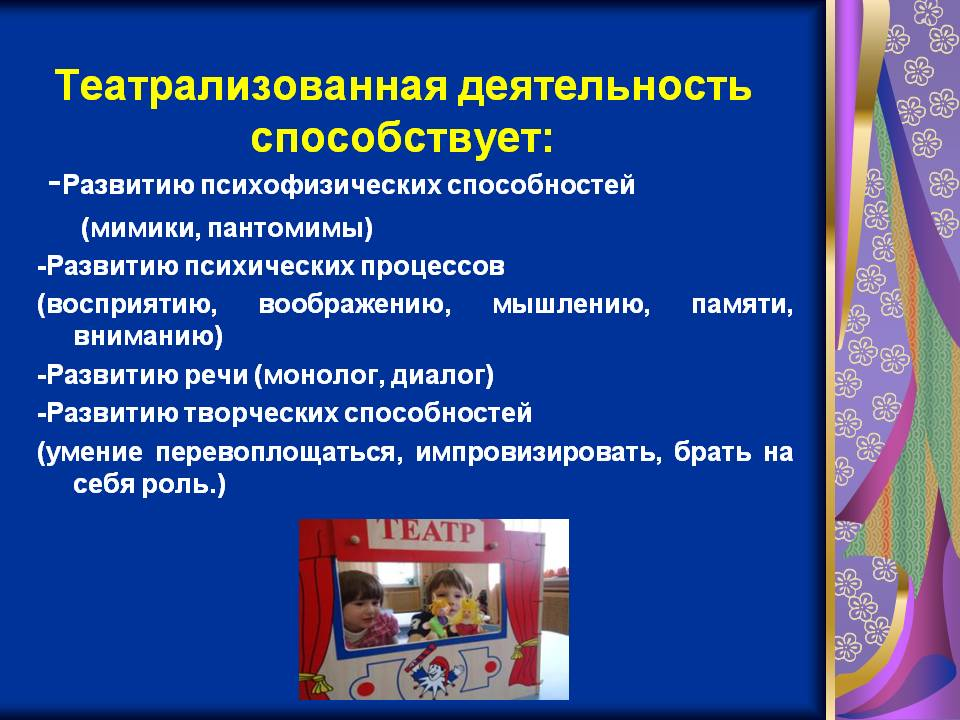 Театрализованная деятельность
способствует:
-Развитию психофизических способностей
(мимики, пантомимы)
-Развитию психических процессов
(восприятию, воображению, мышлению, памяти,
вниманию)
-Развитию речи (монолог, диалог)
-Развитию творческих способностей
(умение перевоплощаться, импровизировать, брать на
себя роль.)
ТЕАТР